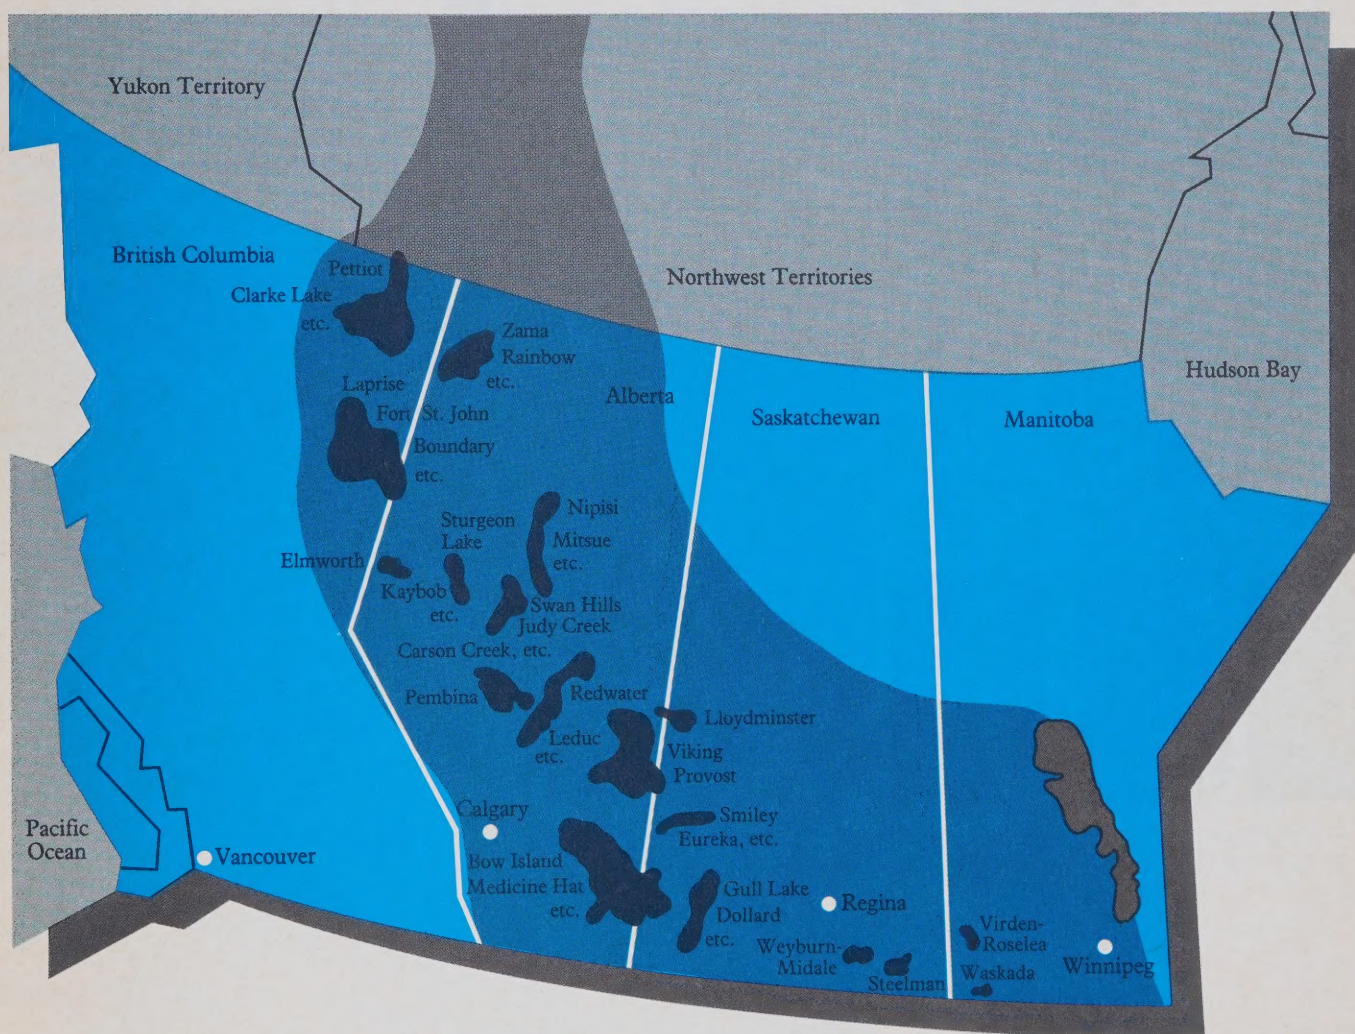 Yukon Territory
British Columbia
Northwest Territories
Hudson Bay
Pettiot
Clarke Lake
etc.
Zama
Rainbow
etc.
Alberta
Saskatchewan
Manitoba
Laprise
Fort St. John
Boundary
etc.
Nipisi
Mitsue
etc.
Sturgeon
Lake
Elmworth
Kaybob
etc.
Swan Hills
Judy Creek
Carson Creek, etc.
Pembina
Redwater
Leduc
etc.
Lloydminster
Viking
Provost
Calgary
Smiley
Eureka, etc.
Pacific
Ocean
Vancouver
Bow Island
Medicine Hat
etc.
Gull Lake
Dollard
etc.
Regina
Weyburn-
Midale
Steelman
Virden-
Roselea
Waskada
Winnipeg